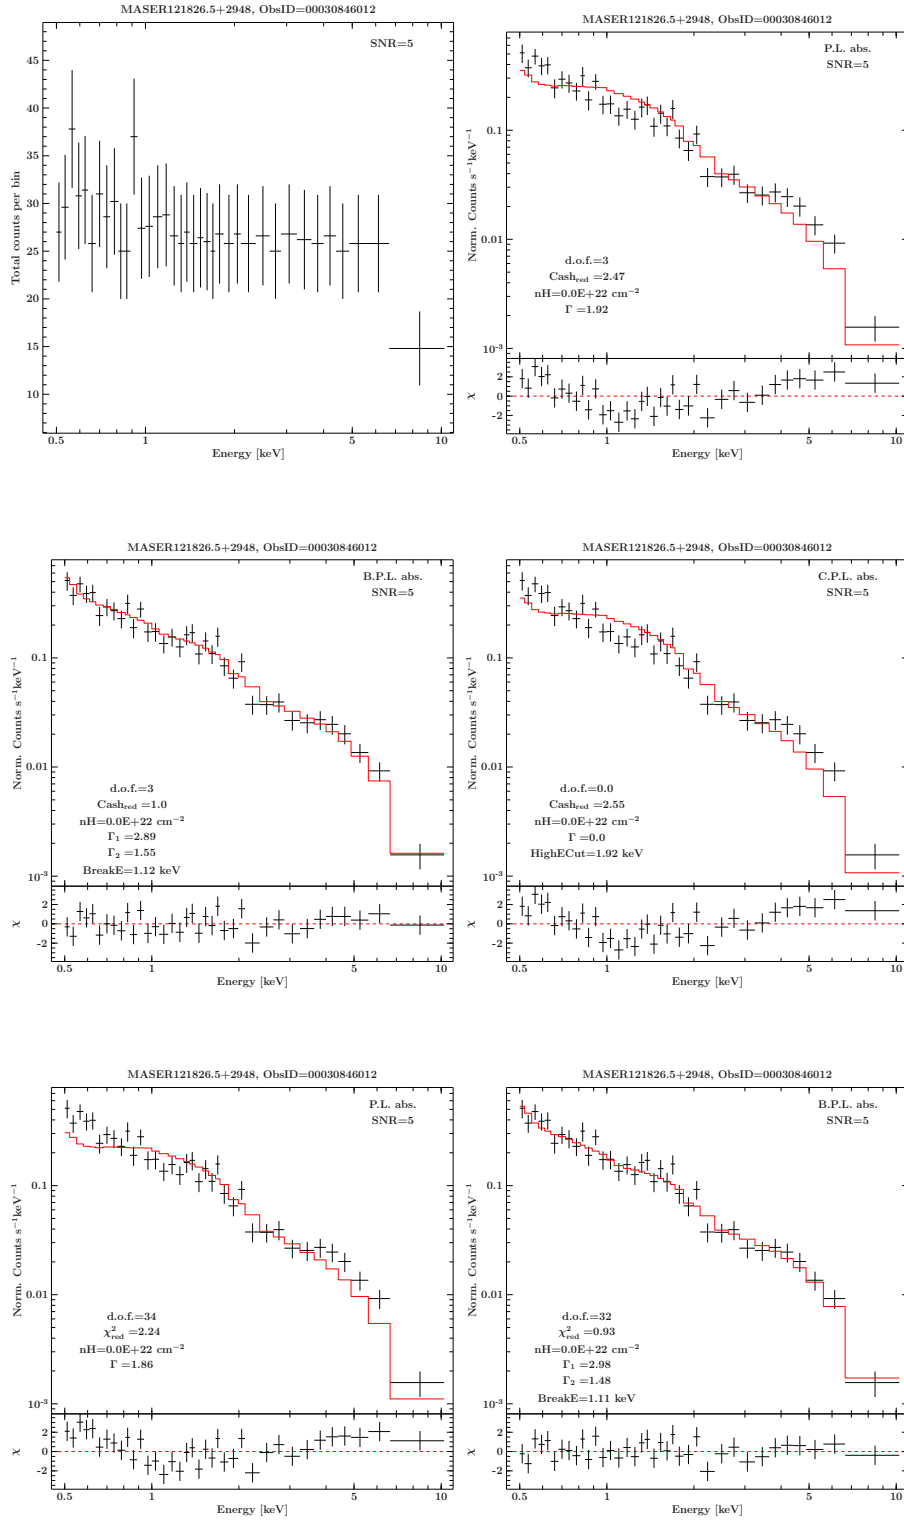 MASER121826.5+2948, ObsID=00030846012
SNR=5
Total counts per bin
45
40
35
30
25
20
15
10
0.5
1
5
10
Energy [keV]
MASER121826.5+2948, ObsID=00030846012
P.L. abs.
SNR=5
Norm. Counts s⁻¹keV⁻¹
0.1
0.01
10⁻³
d.o.f.=3
Cash_red=2.47
nH=0.0E+22 cm⁻²
Γ =1.92
χ
2
0
−2
0.5
1
5
10
Energy [keV]
MASER121826.5+2948, ObsID=00030846012
B.P.L. abs.
SNR=5
Norm. Counts s⁻¹keV⁻¹
0.1
0.01
10⁻³
d.o.f.=3
Cash_red=1.0
nH=0.0E+22 cm⁻²
Γ₁=2.89
Γ₂=1.55
BreakE=1.12 keV
χ
2
0
−2
0.5
1
5
10
Energy [keV]
MASER121826.5+2948, ObsID=00030846012
C.P.L. abs.
SNR=5
Norm. Counts s⁻¹keV⁻¹
0.1
0.01
10⁻³
d.o.f.=0.0
Cash_red=2.55
nH=0.0E+22 cm⁻²
Γ=0.0
HighECut=1.92 keV
χ
2
0
−2
0.5
1
5
10
Energy [keV]
MASER121826.5+2948, ObsID=00030846012
P.L. abs.
SNR=5
Norm. Counts s⁻¹keV⁻¹
0.1
0.01
10⁻³
d.o.f.=34
χ²_red=2.24
nH=0.0E+22 cm⁻²
Γ=1.86
χ
2
0
−2
0.5
1
5
10
Energy [keV]
MASER121826.5+2948, ObsID=00030846012
B.P.L. abs.
SNR=5
Norm. Counts s⁻¹keV⁻¹
0.1
0.01
10⁻³
d.o.f.=32
χ²_red=0.93
nH=0.0E+22 cm⁻²
Γ₁=2.98
Γ₂=1.48
BreakE=1.11 keV
χ
2
0
−2
0.5
1
5
10
Energy [keV]